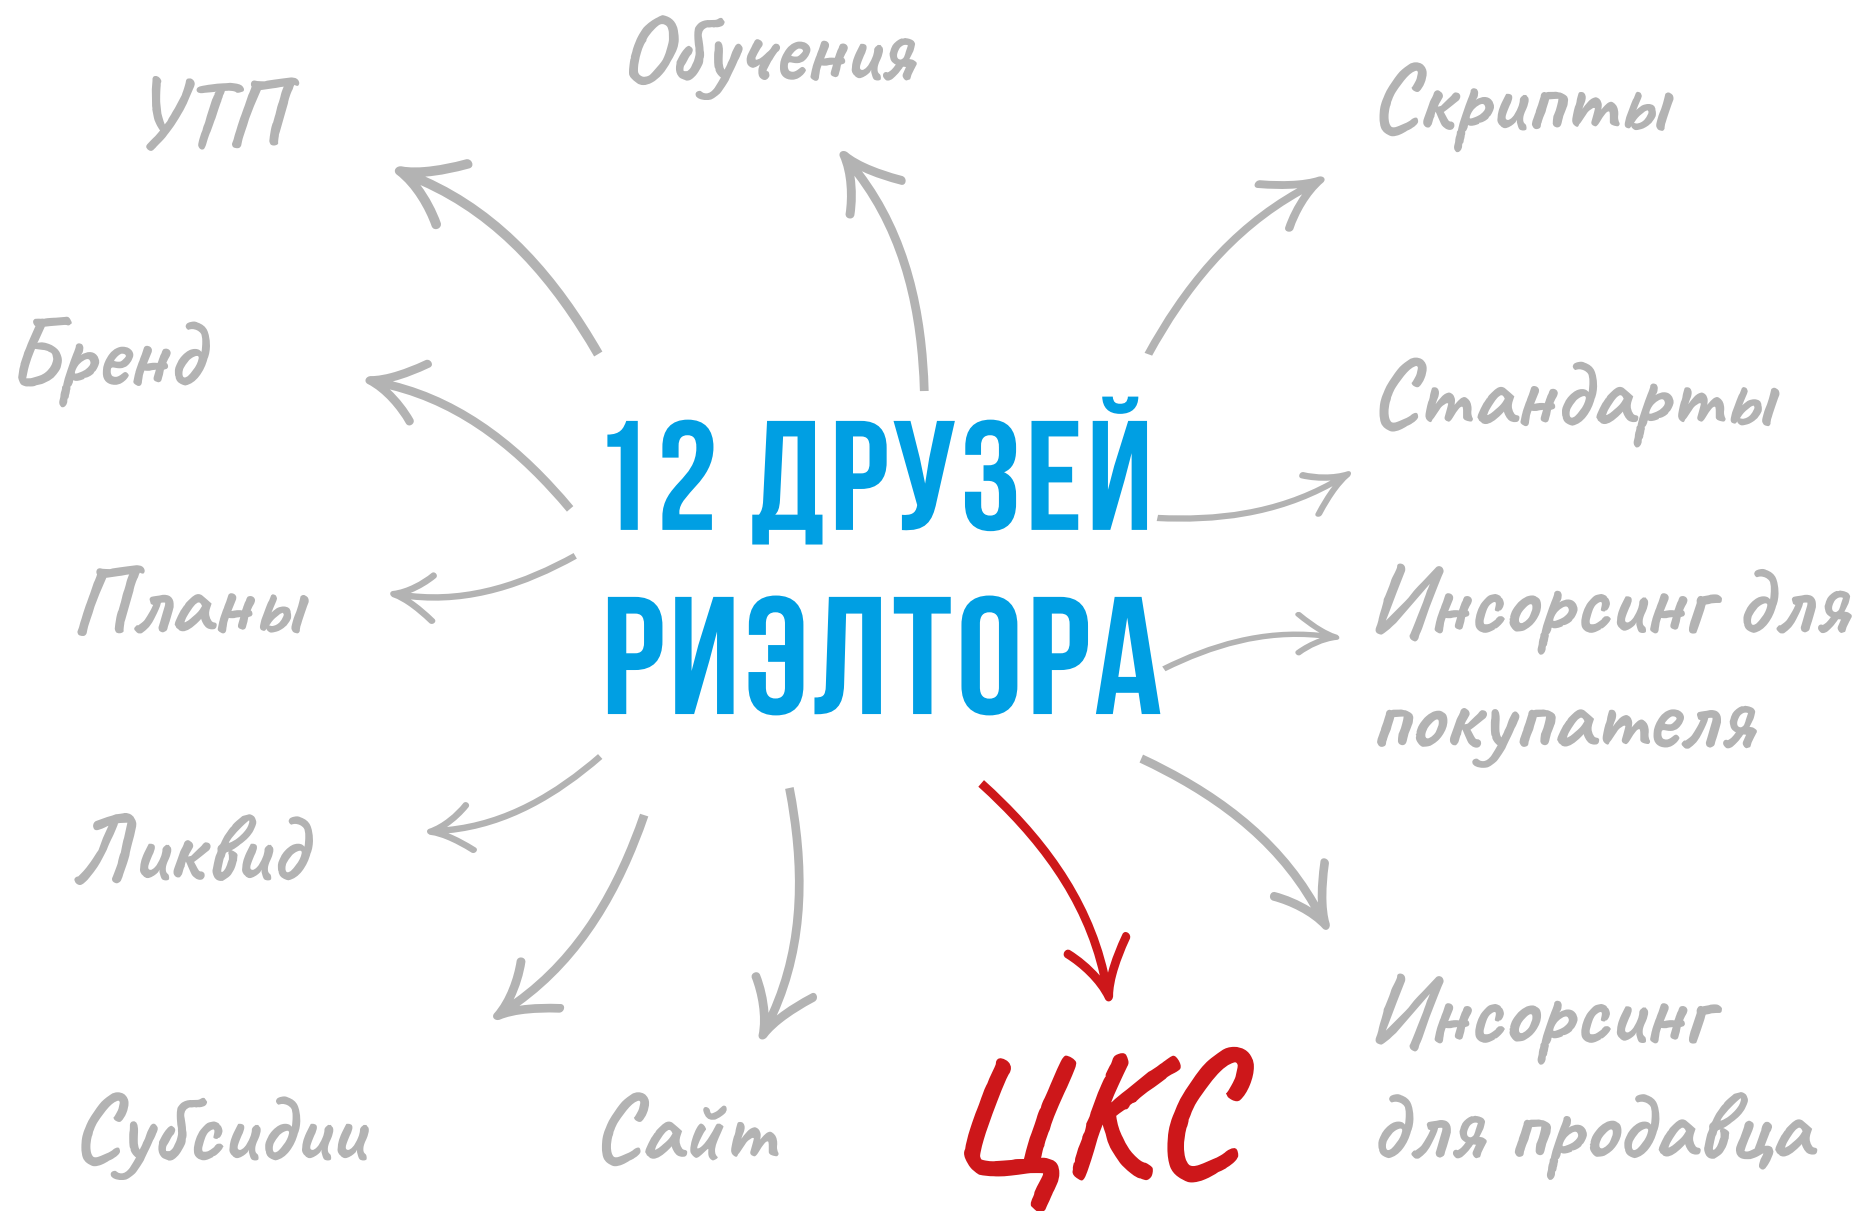 Обучения
УТП
Скрипты
Бренд
Стандарты
12 ДРУЗЕЙ
РИЭЛТОРА
Планы
Инсорсинг для
покупателя
Ликвид
Субсидии
Сайт
ЦКС
Инсорсинг
для продавца